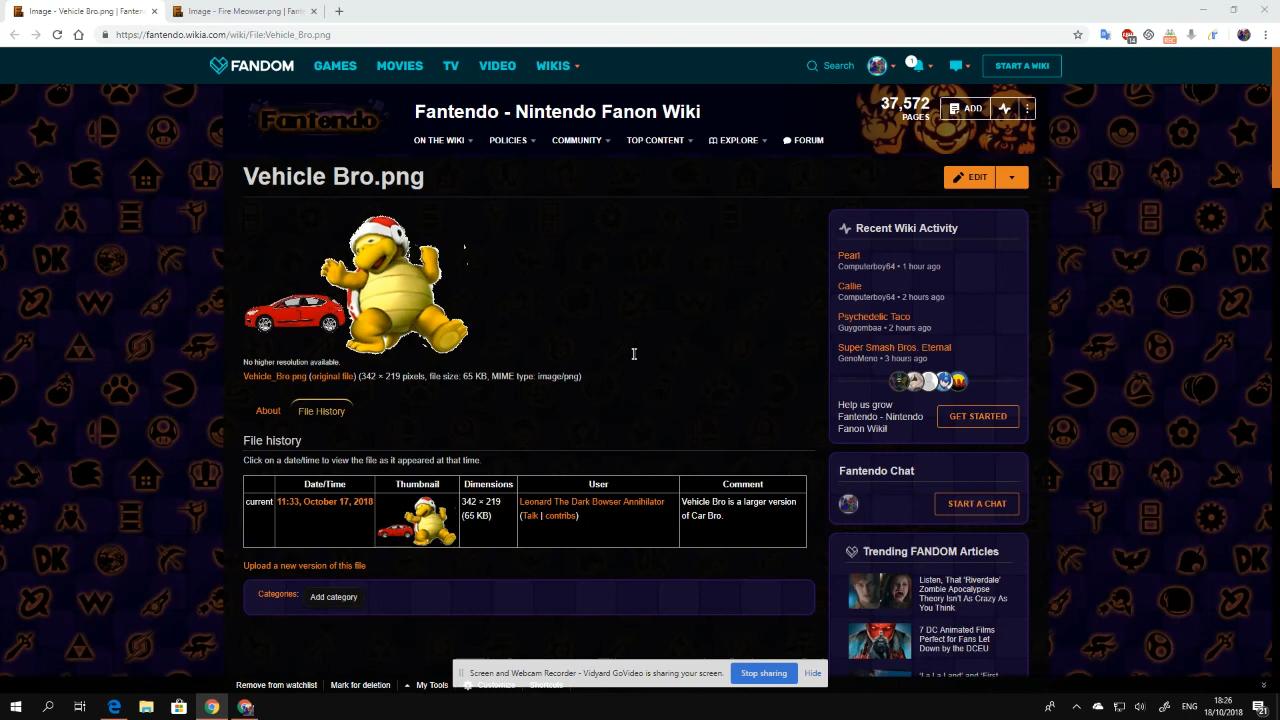 Image - Vehicle Bro.png | Fantend
Image - Fire Meowser.png | Fante
https://fantendo.wikia.com/wiki/File:Vehicle_Bro.png
FANDOM GAMES MOVIES TV VIDEO WIKIS Search 1 START A WIKI
Fantendo
Fantendo - Nintendo Fanon Wiki
37,572
PAGES
ADD
ON THE WIKI POLICIES COMMUNITY TOP CONTENT EXPLORE FORUM
Vehicle Bro.png
EDIT
No higher resolution available.
Vehicle_Bro.png (original file) (342 × 219 pixels, file size: 65 KB, MIME type: image/png)
About File History
File history
Click on a date/time to view the file as it appeared at that time.
Date/Time Thumbnail Dimensions User Comment
current 11:33, October 17, 2018 342 × 219 Leonard The Dark Bowser Annihilator Vehicle Bro is a larger version
(65 KB) (Talk | contribs) of Car Bro.
Upload a new version of this file
Categories: Add category
Recent Wiki Activity
Pearl
Computerboy64 • 1 hour ago
Callie
Computerboy64 • 2 hours ago
Psychedelic Taco
Guygombaa • 2 hours ago
Super Smash Bros. Eternal
GenoMeno • 3 hours ago
Help us grow
Fantendo - Nintendo
Fanon Wiki!
GET STARTED
Fantendo Chat
START A CHAT
Trending FANDOM Articles
Listen, That 'Riverdale'
Zombie Apocalypse
Theory Isn't As Crazy As
You Think
7 DC Animated Films
Perfect for Fans Let
Down by the DCEU
'La La Land' and 'First
Screen and Webcam Recorder - Vidyard GoVideo is sharing your screen. Stop sharing Hide
Remove from watchlist Mark for deletion My Tools Customize Shortcuts
ENG
18:26
18/10/2018
21